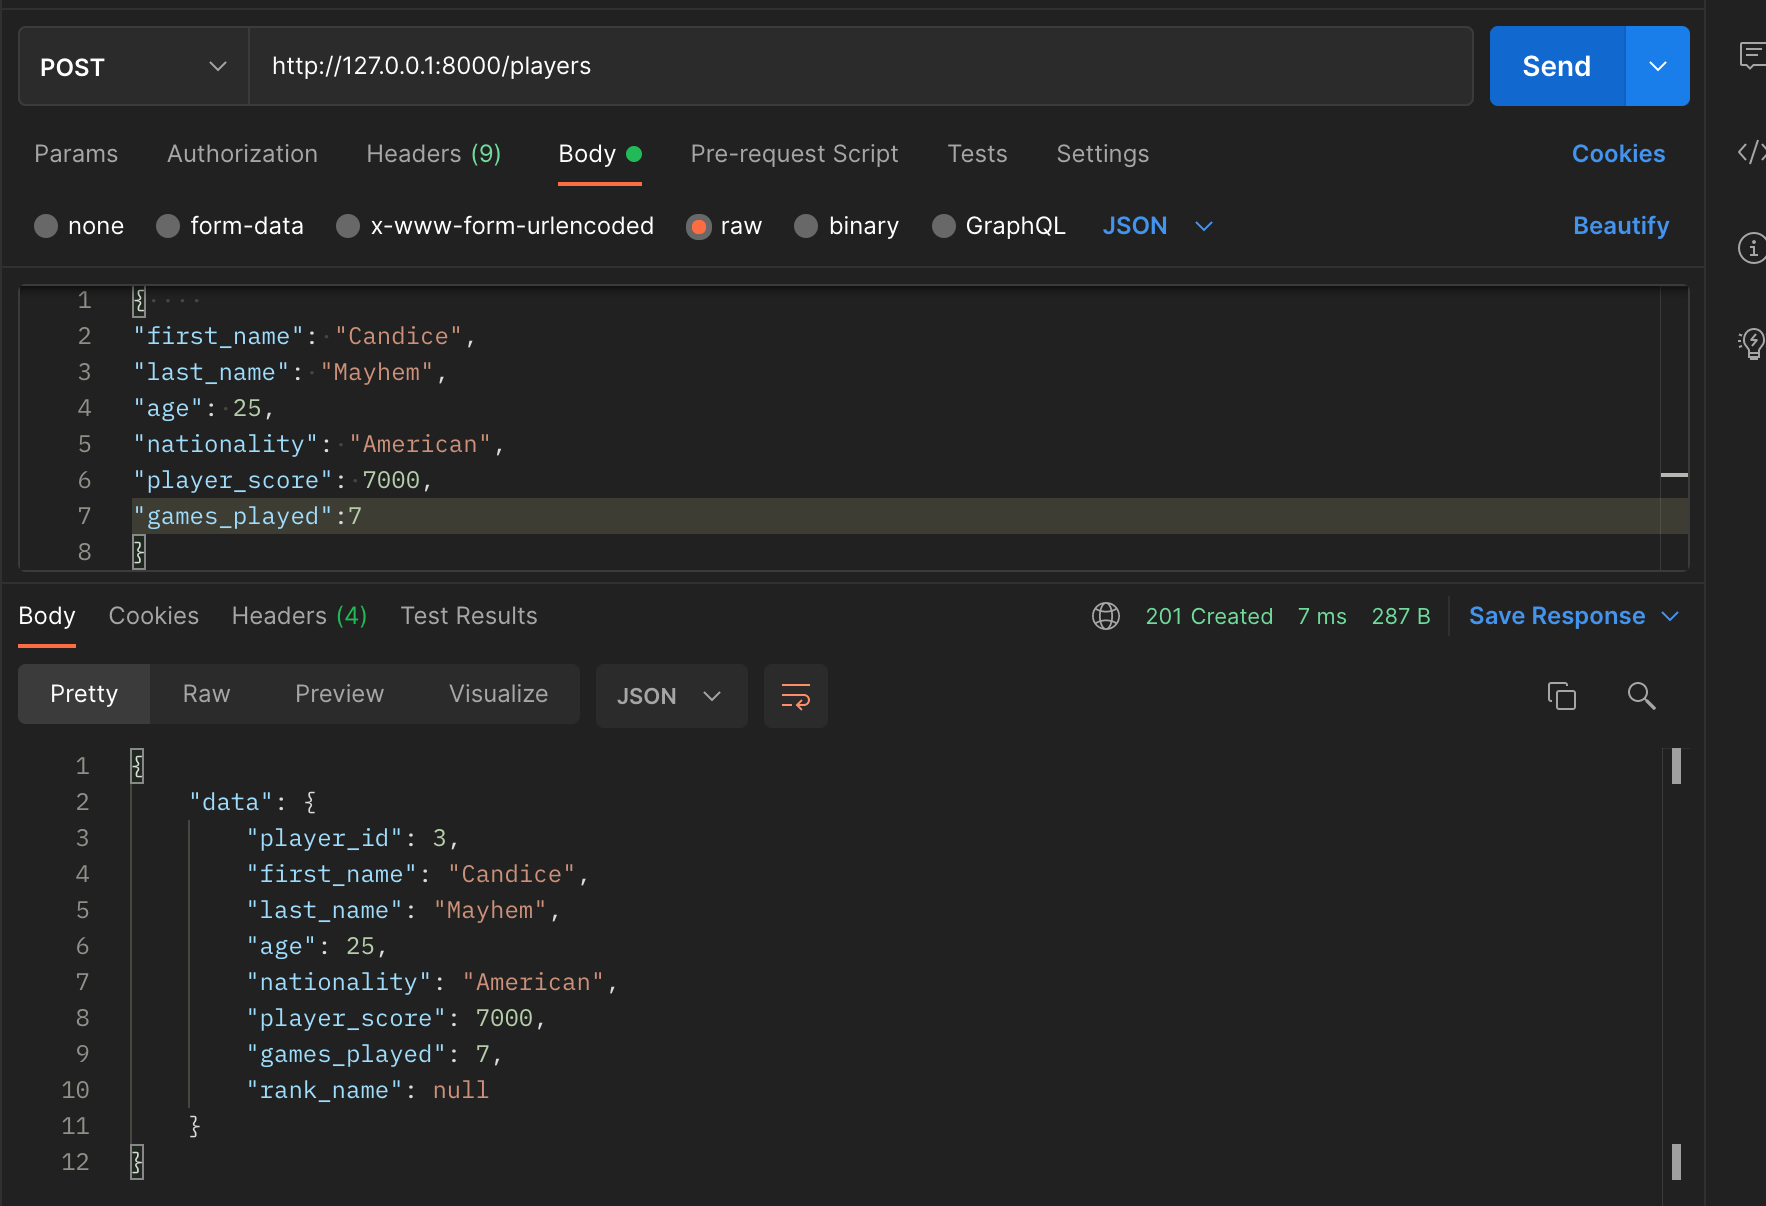 POST http://127.0.0.1:8000/players Send
Params Authorization Headers (9) Body Pre-request Script Tests Settings Cookies
none form-data x-www-form-urlencoded raw binary GraphQL JSON Beautify
1 {
2 "first_name": "Candice",
3 "last_name": "Mayhem",
4 "age": 25,
5 "nationality": "American",
6 "player_score": 7000,
7 "games_played":7
8 }
Body Cookies Headers (4) Test Results 201 Created 7 ms 287 B Save Response
Pretty Raw Preview Visualize JSON
1 {
2 "data": {
3 "player_id": 3,
4 "first_name": "Candice",
5 "last_name": "Mayhem",
6 "age": 25,
7 "nationality": "American",
8 "player_score": 7000,
9 "games_played": 7,
10 "rank_name": null
11 }
12 }